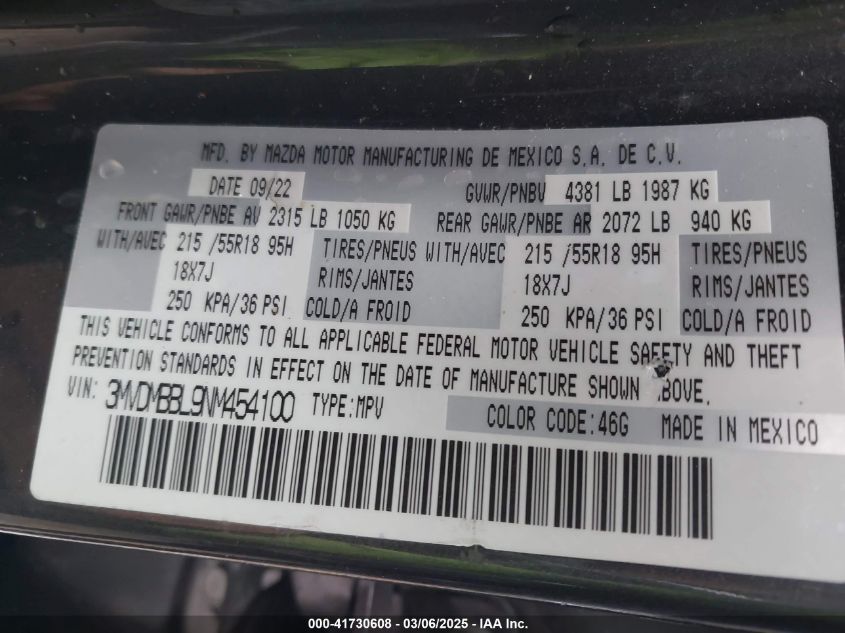 MFD. BY MAZDA MOTOR MANUFACTURING DE MEXICO S.A. DE C.V.
DATE 09/22 GVWR/PNBV 4381 LB 1987 KG
FRONT GAWR/PNBE AV 2315 LB 1050 KG REAR GAWR/PNBE AR 2072 LB 940 KG
WITH/AVEC 215 /55R18 95H TIRES/PNEUS WITH/AVEC 215 /55R18 95H TIRES/PNEUS
18X7J RIMS/JANTES 18X7J RIMS/JANTES
250 KPA/36 PSI COLD/A FROID 250 KPA/36 PSI COLD/A FROID
THIS VEHICLE CONFORMS TO ALL APPLICABLE FEDERAL MOTOR VEHICLE SAFETY AND THEFT
PREVENTION STANDARDS IN EFFECT ON THE DATE OF MANUFACTURE SHOWN ABOVE.
VIN: 3MVDMBBL9NM454100 TYPE:MPV COLOR CODE:46G MADE IN MEXICO
000-41730608 - 03/06/2025 - IAA Inc.